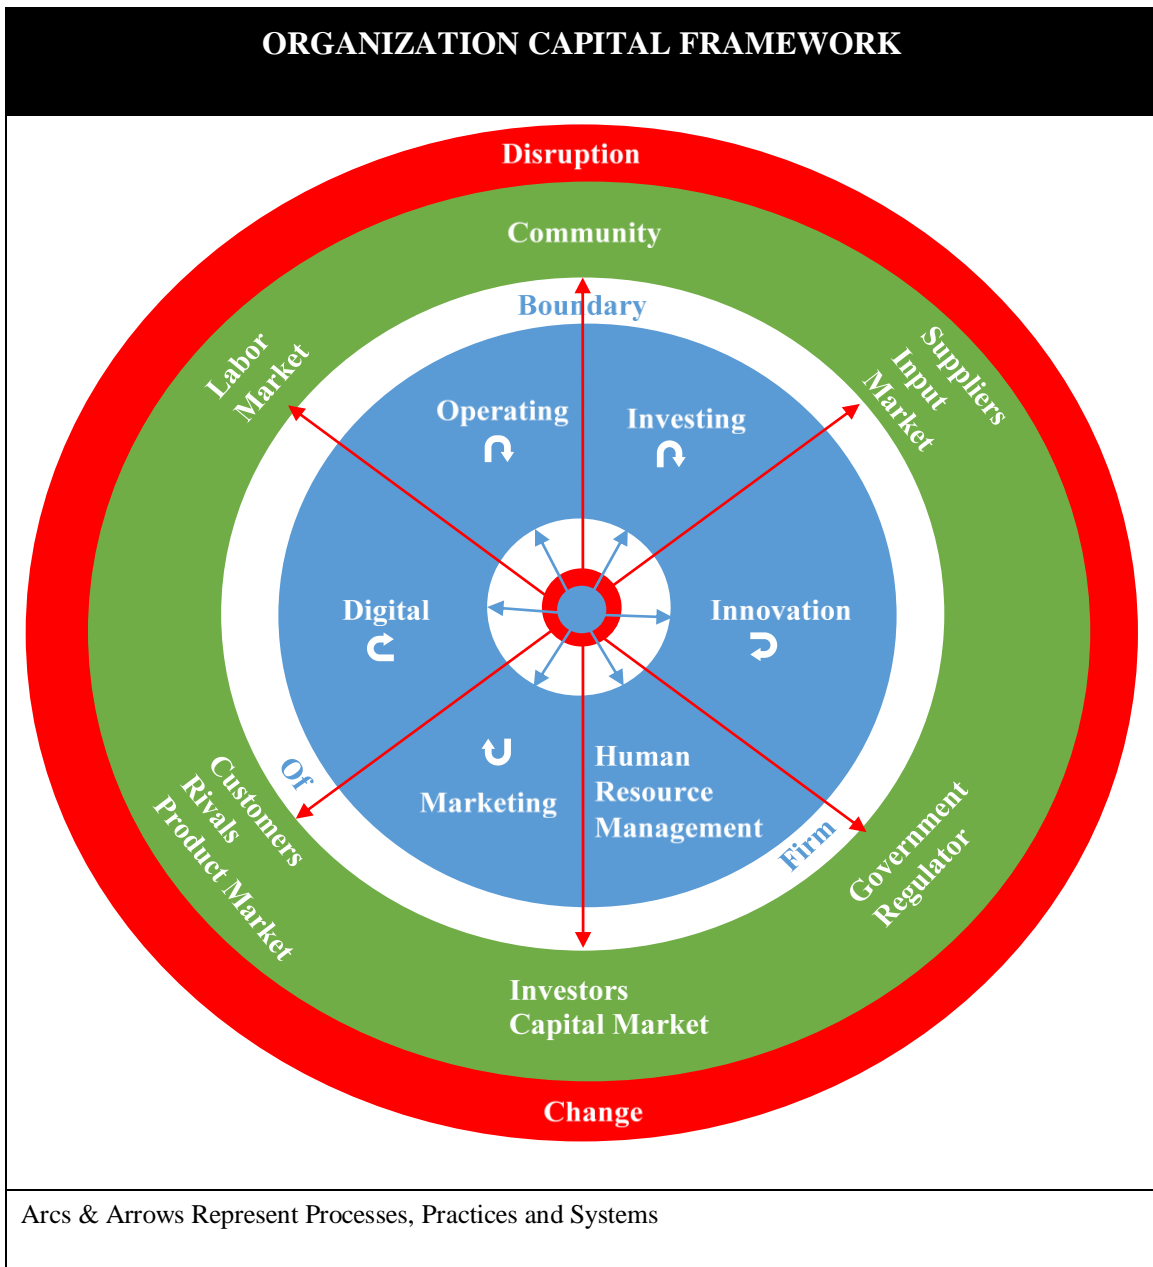 ORGANIZATION CAPITAL FRAMEWORK
Disruption
Community
Boundary
Labor
Market
Suppliers
Input
Market
Operating
Investing
Digital
Innovation
Marketing
Human
Resource
Management
Of
Firm
Customers
Rivals
Product Market
Government
Regulator
Investors
Capital Market
Change
Arcs & Arrows Represent Processes, Practices and Systems